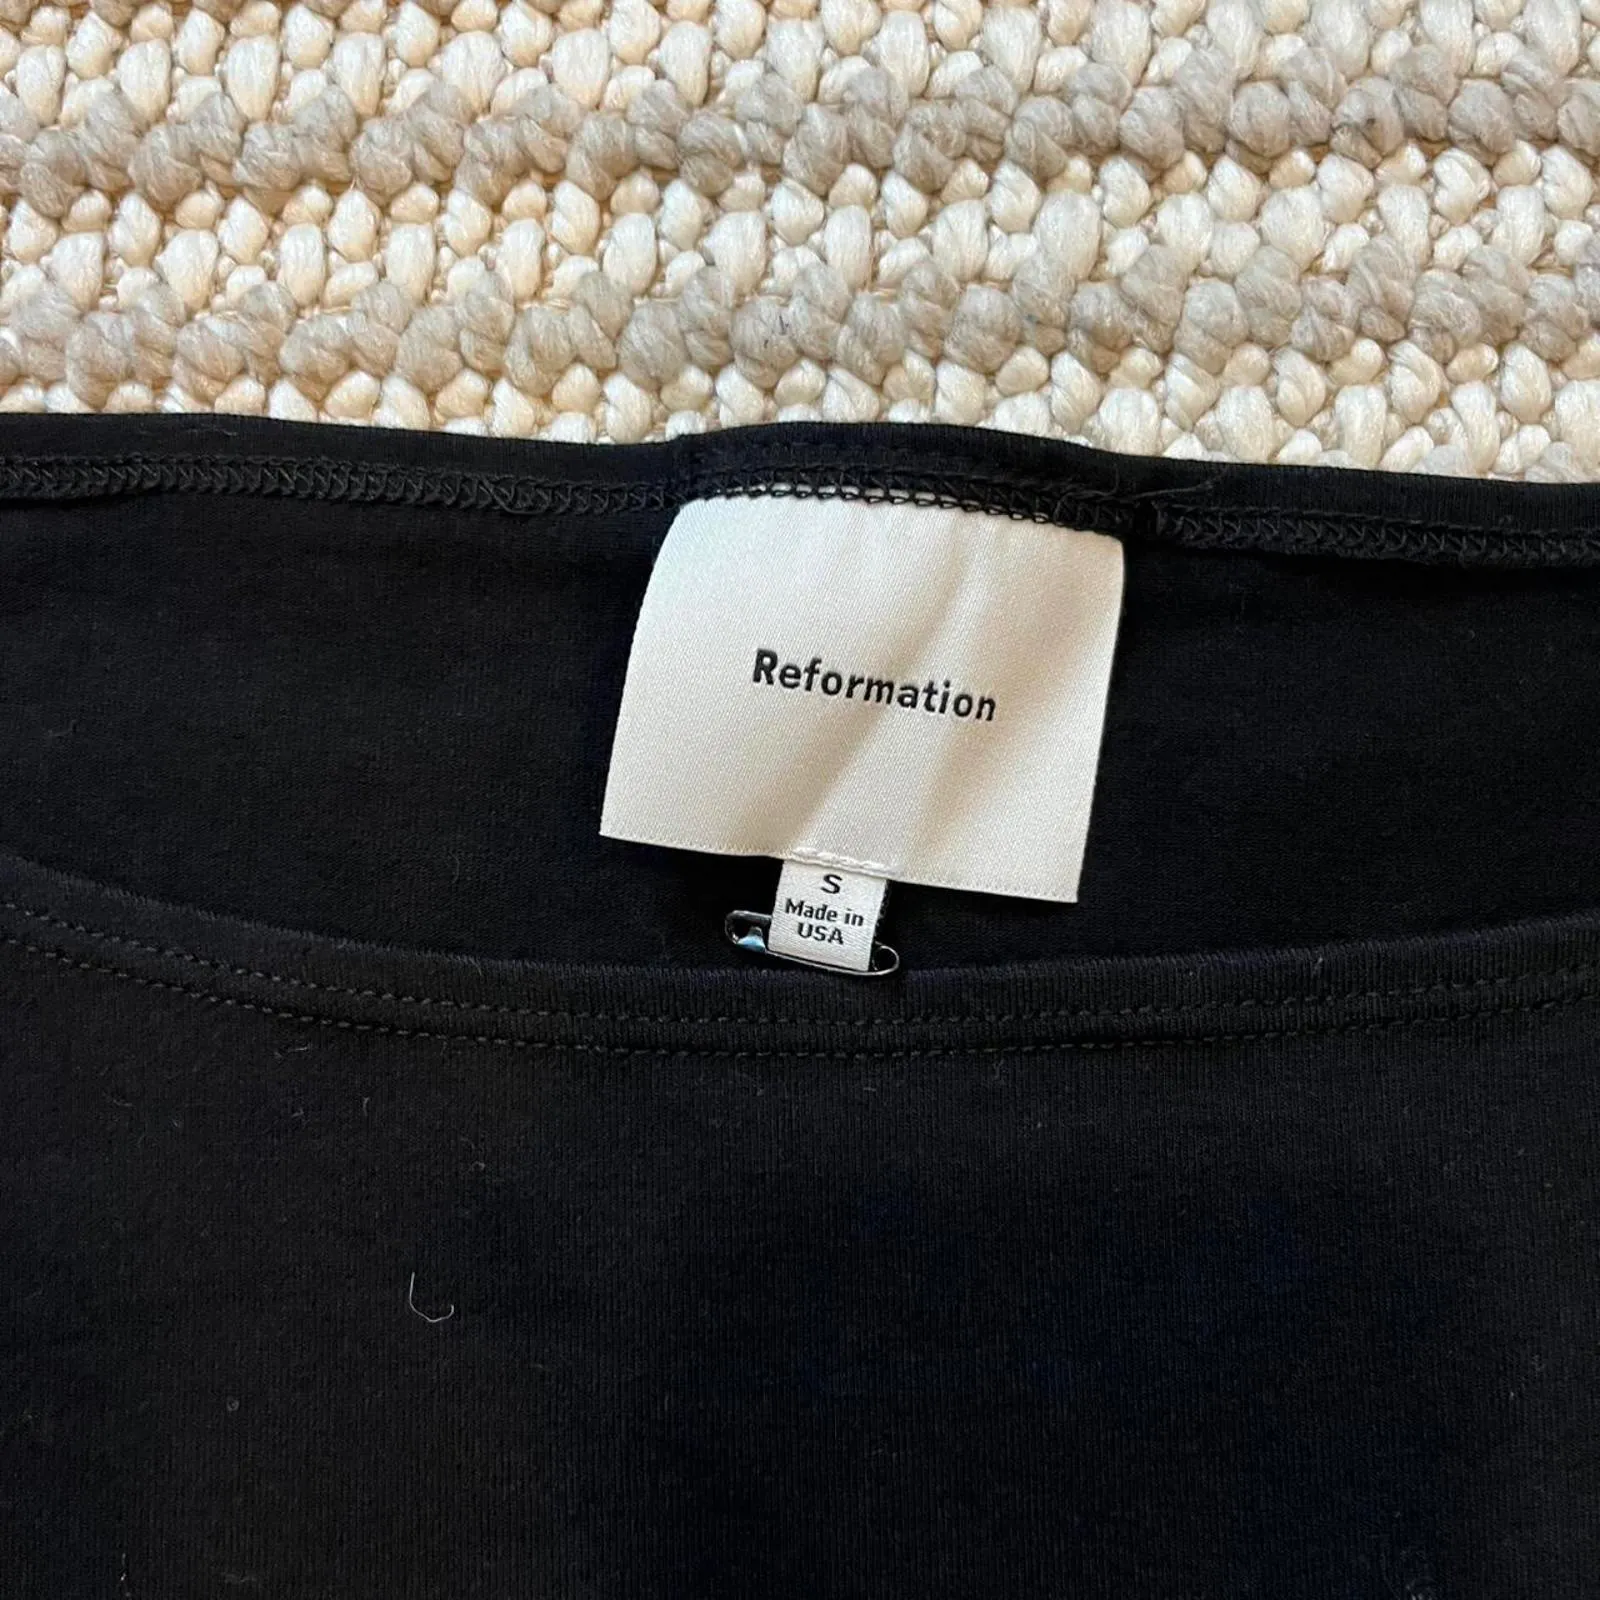 Reformation
S
Made in
USA